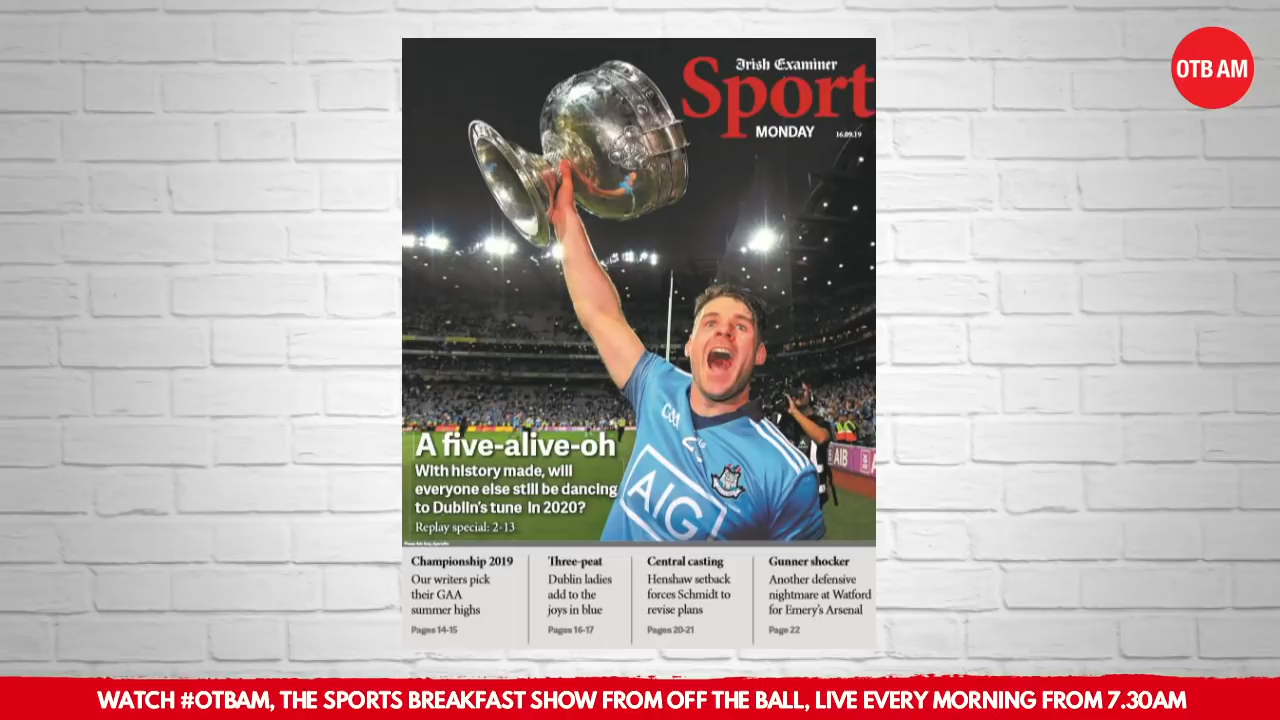 OTB AM
Irish Examiner
Sport
MONDAY
16.09.19
GAA
AIG
AIB
A five-alive-oh
With history made, will
everyone else still be dancing
to Dublin's tune in 2020?
Replay special: 2-13
Championship 2019
Our writers pick
their GAA
summer highs
Pages 14-15
Three-peat
Dublin ladies
add to the
joys in blue
Pages 16-17
Central casting
Henshaw setback
forces Schmidt to
revise plans
Pages 20-21
Gunner shocker
Another defensive
nightmare at Watford
for Emery's Arsenal
Page 22
WATCH #OTBAM, THE SPORTS BREAKFAST SHOW FROM OFF THE BALL, LIVE EVERY MORNING FROM 7.30AM